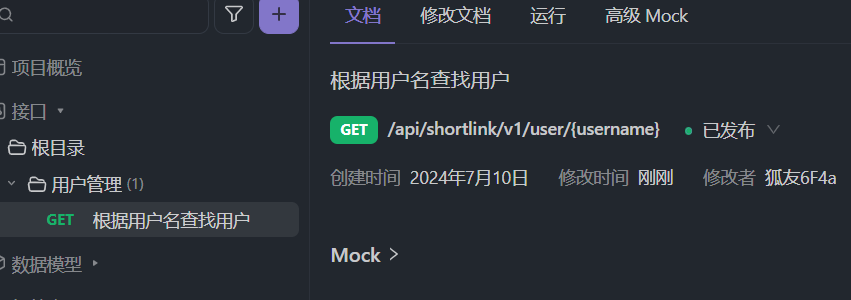 文档 修改文档 运行 高级 Mock
项目概览
接口
根目录
用户管理 (1)
GET 根据用户名查找用户
数据模型
根据用户名查找用户
GET /api/shortlink/v1/user/{username} 已发布
创建时间 2024年7月10日 修改时间 刚刚 修改者 狐友6F4a
Mock